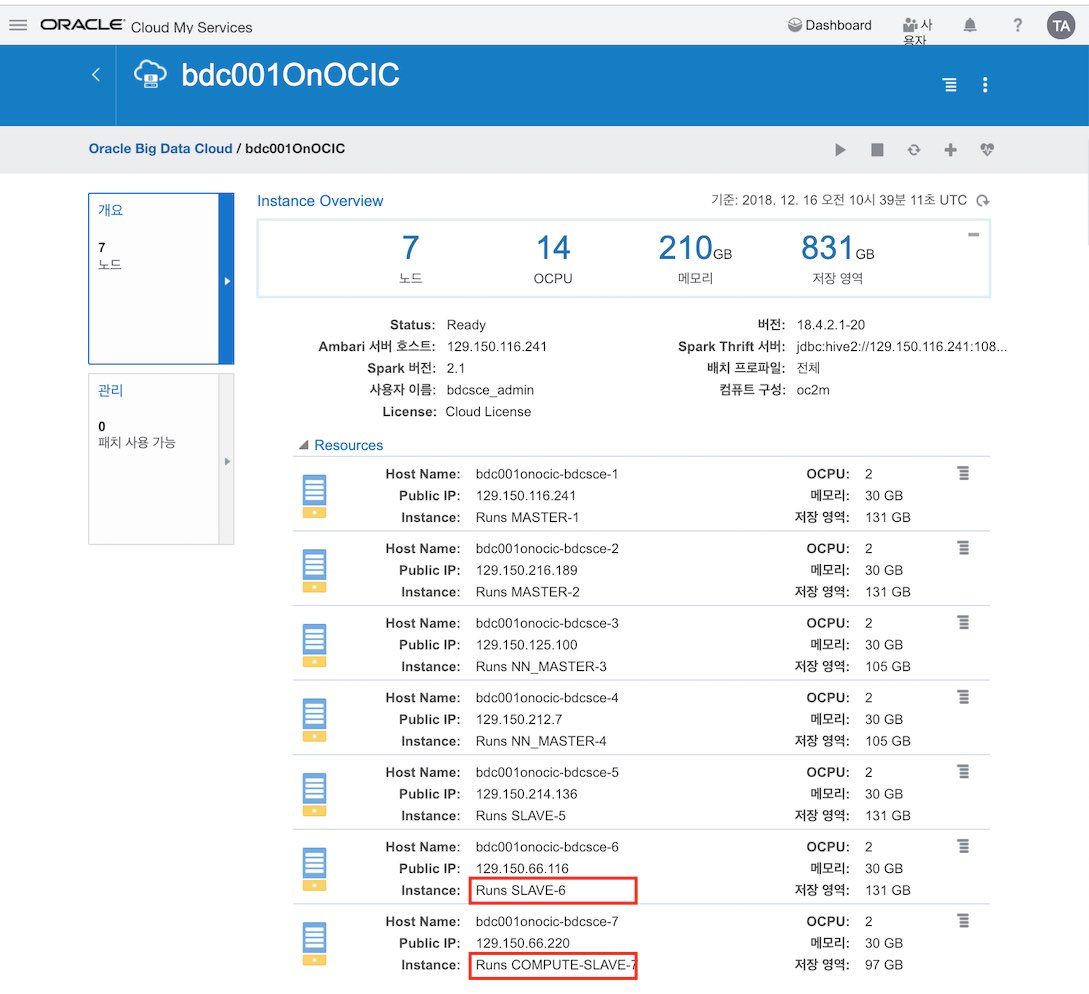 ORACLE Cloud My Services
Dashboard
사용자
?
TA
bdc001OnOCIC
Oracle Big Data Cloud / bdc001OnOCIC
개요
7
노드
관리
0
패치 사용 가능
Instance Overview
기준: 2018. 12. 16 오전 10시 39분 11초 UTC
7 14 210GB 831GB
노드 OCPU 메모리 저장 영역
Status: Ready
Ambari 서버 호스트: 129.150.116.241
Spark 버전: 2.1
사용자 이름: bdcsce_admin
License: Cloud License
버전: 18.4.2.1-20
Spark Thrift 서버: jdbc:hive2://129.150.116.241:108...
배치 프로파일: 전체
컴퓨트 구성: oc2m
Resources
Host Name: bdc001onocic-bdcsce-1 OCPU: 2
Public IP: 129.150.116.241 메모리: 30 GB
Instance: Runs MASTER-1 저장 영역: 131 GB
Host Name: bdc001onocic-bdcsce-2 OCPU: 2
Public IP: 129.150.216.189 메모리: 30 GB
Instance: Runs MASTER-2 저장 영역: 131 GB
Host Name: bdc001onocic-bdcsce-3 OCPU: 2
Public IP: 129.150.125.100 메모리: 30 GB
Instance: Runs NN_MASTER-3 저장 영역: 105 GB
Host Name: bdc001onocic-bdcsce-4 OCPU: 2
Public IP: 129.150.212.7 메모리: 30 GB
Instance: Runs NN_MASTER-4 저장 영역: 105 GB
Host Name: bdc001onocic-bdcsce-5 OCPU: 2
Public IP: 129.150.214.136 메모리: 30 GB
Instance: Runs SLAVE-5 저장 영역: 131 GB
Host Name: bdc001onocic-bdcsce-6 OCPU: 2
Public IP: 129.150.66.116 메모리: 30 GB
Instance: Runs SLAVE-6 저장 영역: 131 GB
Host Name: bdc001onocic-bdcsce-7 OCPU: 2
Public IP: 129.150.66.220 메모리: 30 GB
Instance: Runs COMPUTE-SLAVE-7 저장 영역: 97 GB